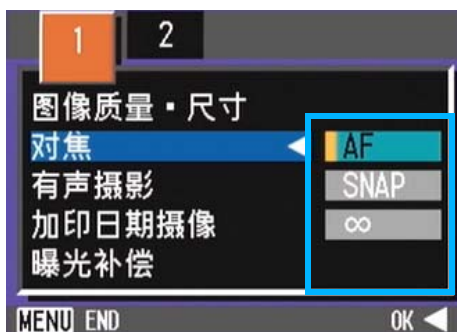 1 2
图像质量·尺寸
对焦 AF
有声摄影 SNAP
加印日期摄像 ∞
曝光补偿
MENU END OK